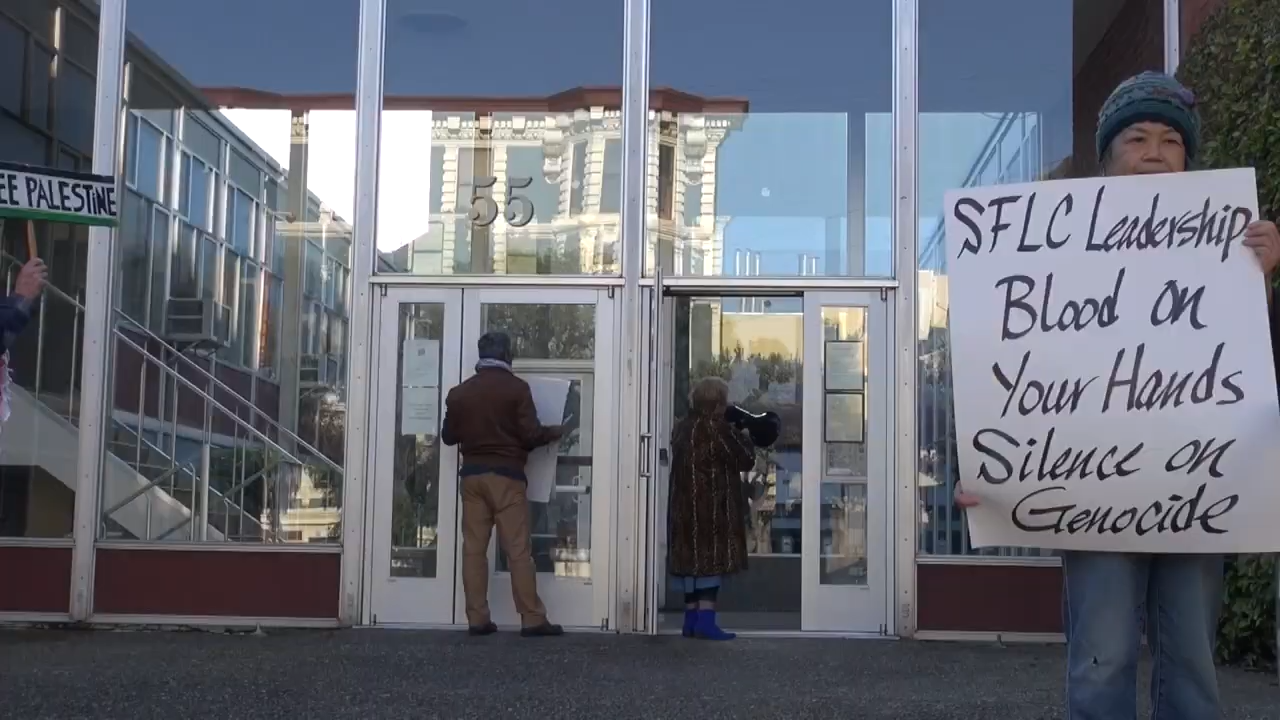 EE PALESTINE
55
SFLC Leadership
Blood on
Your Hands
Silence on
Genocide